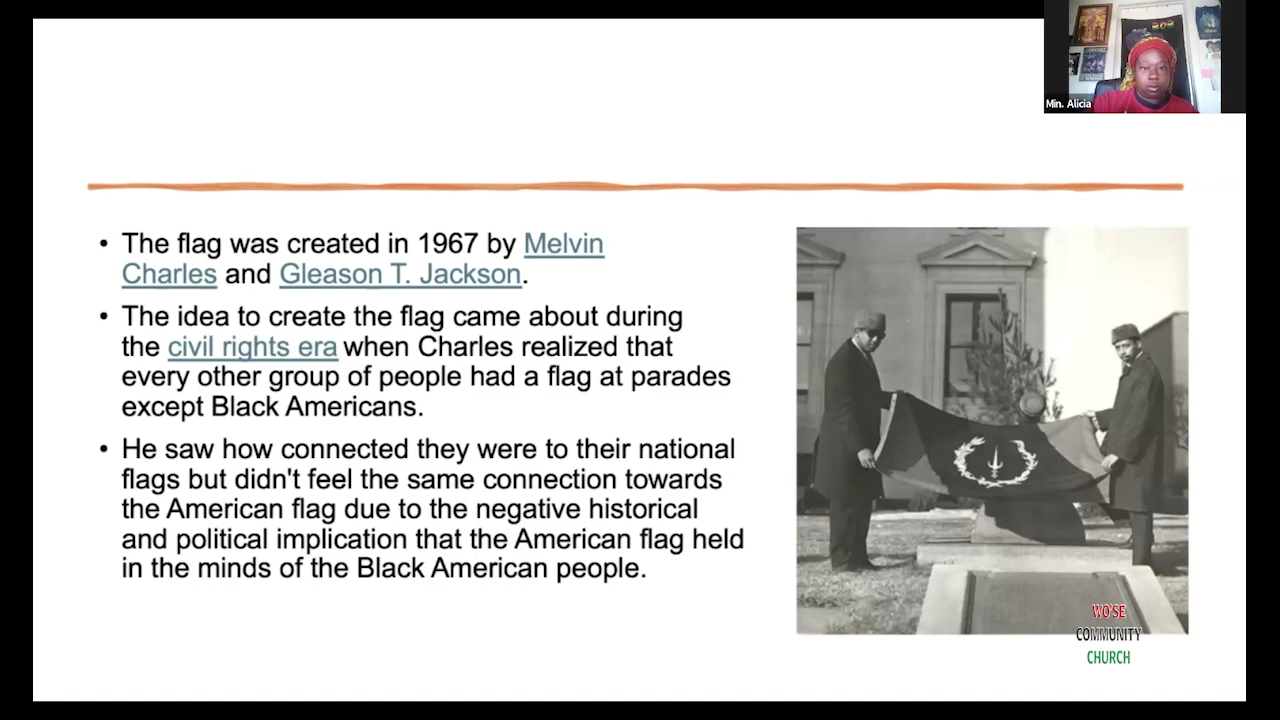 Min. Alicia
• The flag was created in 1967 by Melvin
Charles and Gleason T. Jackson.
• The idea to create the flag came about during
the civil rights era when Charles realized that
every other group of people had a flag at parades
except Black Americans.
• He saw how connected they were to their national
flags but didn't feel the same connection towards
the American flag due to the negative historical
and political implication that the American flag held
in the minds of the Black American people.
WO'SE
COMMUNITY
CHURCH